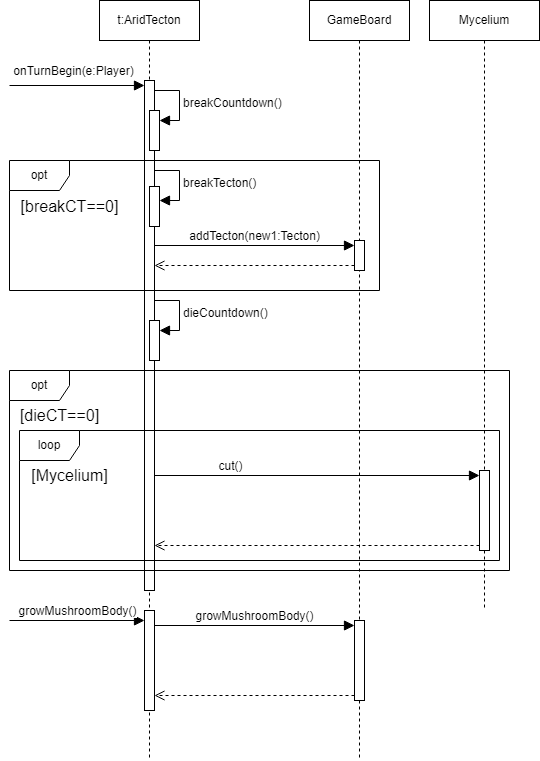 t:AridTecton
GameBoard
Mycelium
onTurnBegin(e:Player)
breakCountdown()
opt
[breakCT==0]
breakTecton()
addTecton(new1:Tecton)
dieCountdown()
opt
[dieCT==0]
loop
[Mycelium]
cut()
growMushroomBody()
growMushroomBody()